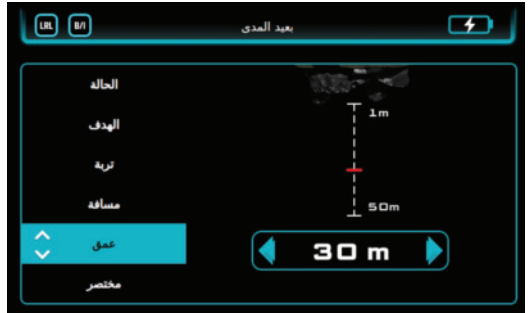 LRL B/I بعيد المدى
الحالة
الهدف
تربة
مسافة
عمق
مختصر
1m
50m
30 m